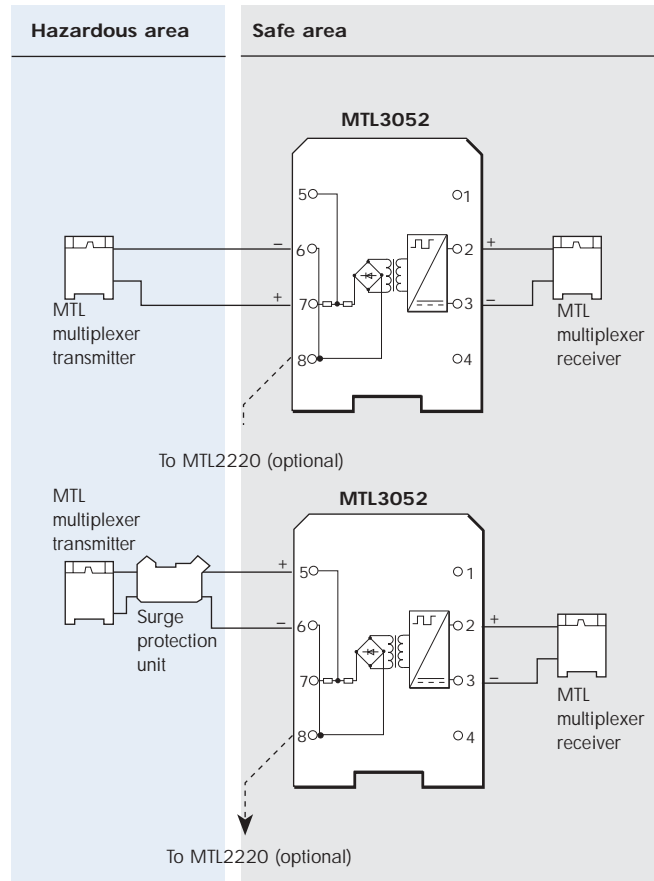 Hazardous area
Safe area
MTL3052
5
1
–
6
2
+
+
7
3
–
8
4
MTL
multiplexer
transmitter
MTL
multiplexer
receiver
To MTL2220 (optional)
MTL
multiplexer
transmitter
Surge
protection
unit
MTL3052
+
5
1
–
6
2
+
7
3
–
8
4
MTL
multiplexer
receiver
To MTL2220 (optional)